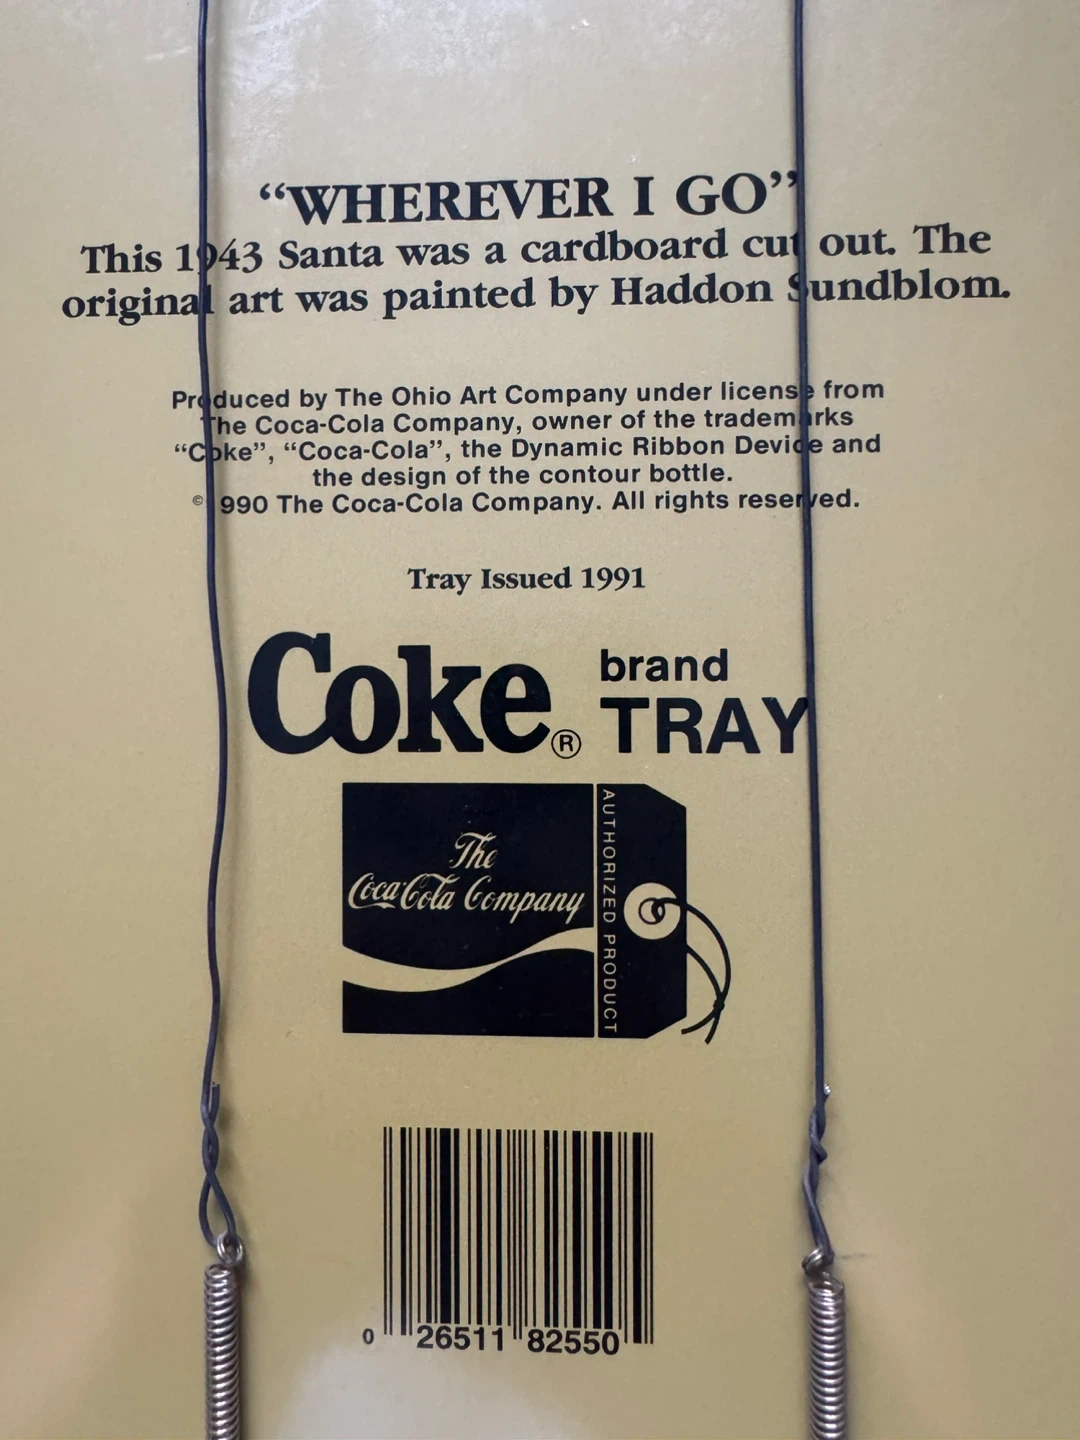 “WHEREVER I GO”
This 1943 Santa was a cardboard cut out. The
original art was painted by Haddon Sundblom.
Produced by The Ohio Art Company under license from
The Coca-Cola Company, owner of the trademarks
“Coke”, “Coca-Cola”, the Dynamic Ribbon Device and
the design of the contour bottle.
© 1990 The Coca-Cola Company. All rights reserved.
Tray Issued 1991
Coke® brand
TRAY
The
Coca-Cola Company
AUTHORIZED PRODUCT
0 26511 82550